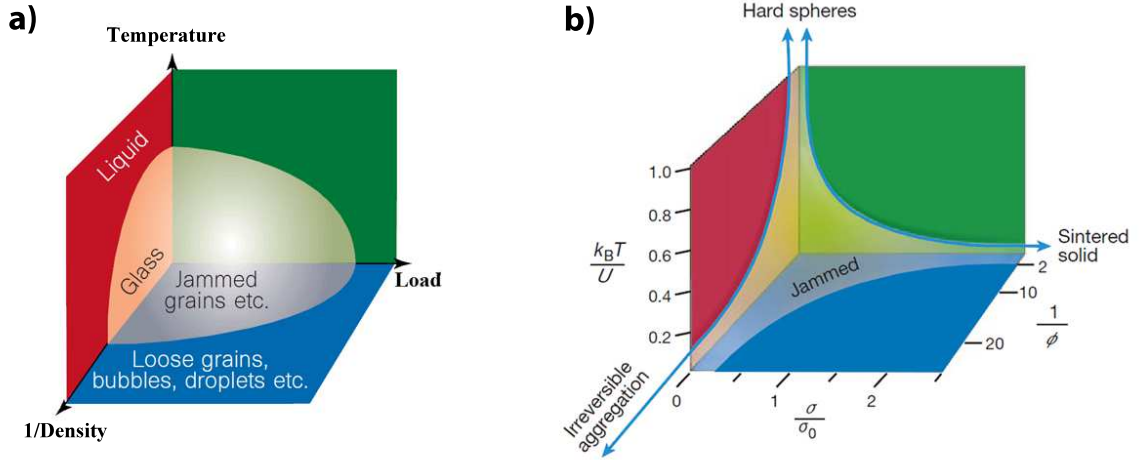 a)
Temperature
Liquid
Glass
Jammed
grains etc.
Load
Loose grains,
bubbles, droplets etc.
1/Density
b)
Hard spheres
1.0
0.8
0.6
0.4
0.2
k_BT
U
Jammed
Sintered
solid
2
10
20
1
ϕ
0
1
2
σ
σ₀
Irreversible
aggregation